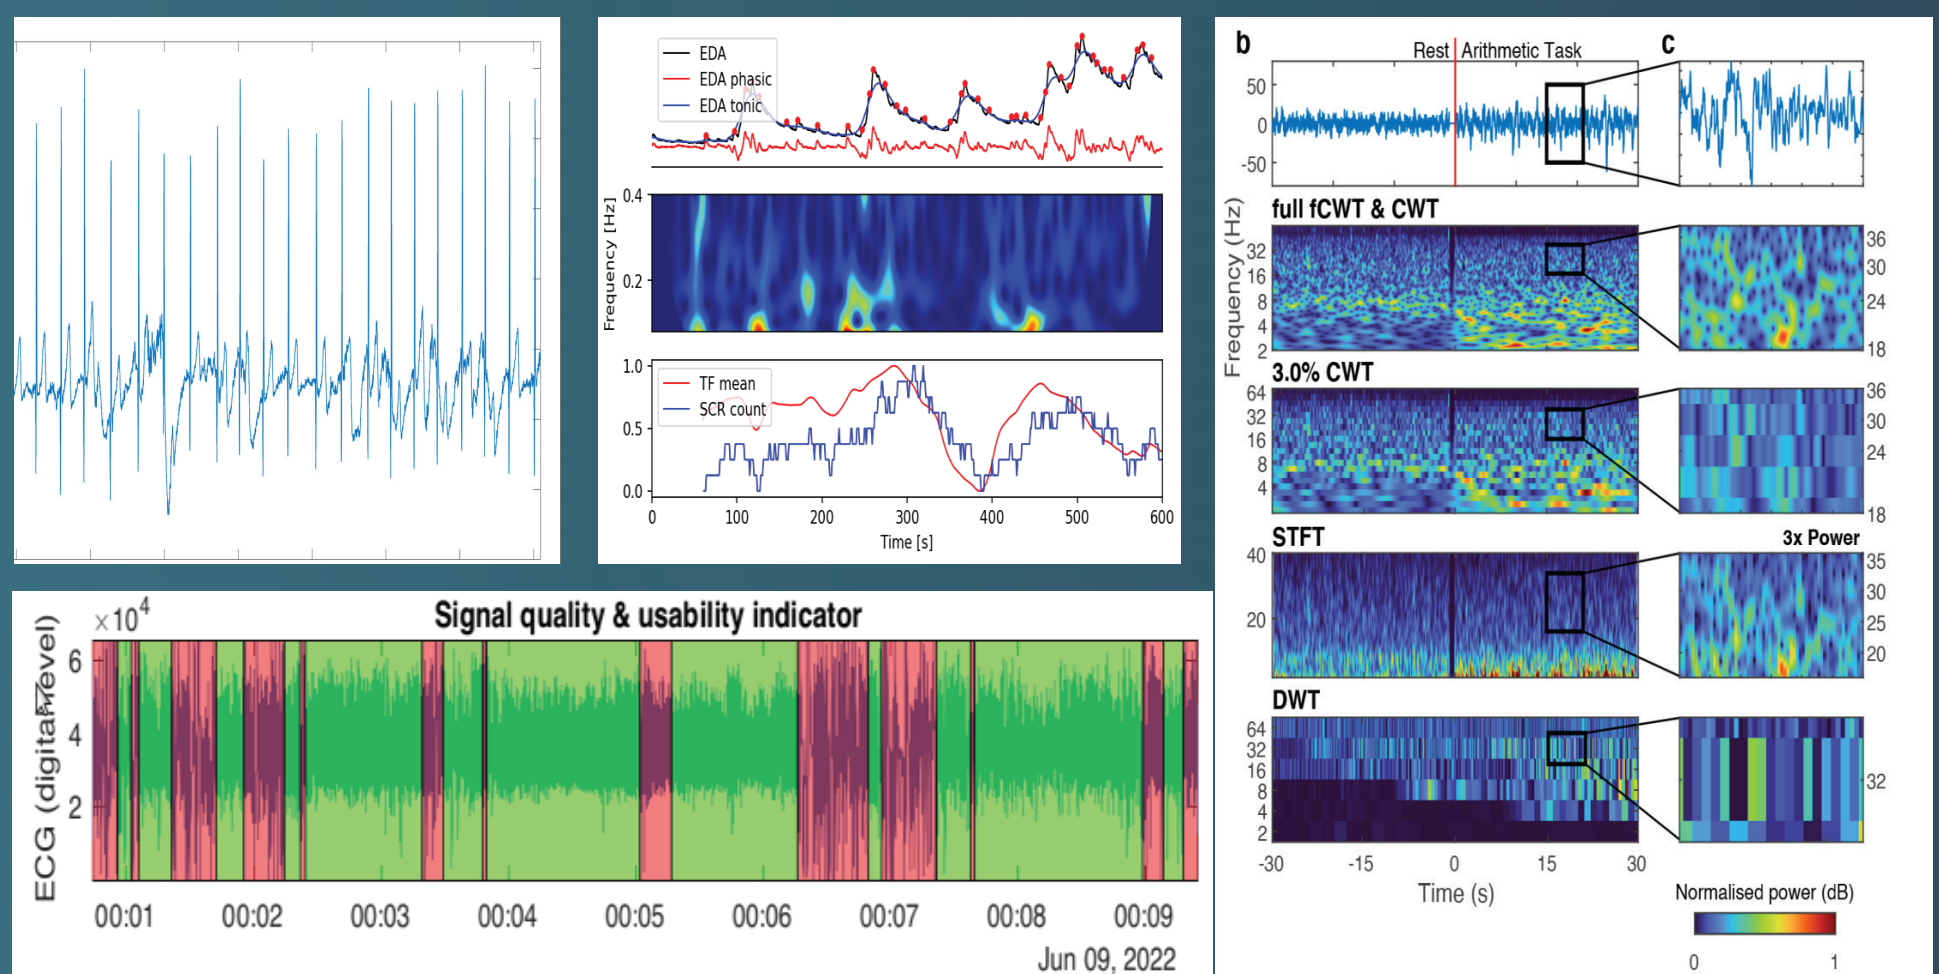 EDA
EDA phasic
EDA tonic
Frequency [Hz]
0.4
0.2
1.0
0.5
0.0
TF mean
SCR count
0 100 200 300 400 500 600
Time [s]
Signal quality & usability indicator
×10⁴
ECG (digital level)
6
4
2
00:01 00:02 00:03 00:04 00:05 00:06 00:07 00:08 00:09
Jun 09, 2022
b
Rest Arithmetic Task
c
50
0
-50
Frequency (Hz)
full fCWT & CWT
32
16
8
4
2
36
30
24
18
3.0% CWT
64
32
16
8
4
36
30
24
18
STFT
3x Power
40
20
35
30
25
20
DWT
64
32
16
8
4
2
32
-30 -15 0 15 30
Time (s)
Normalised power (dB)
0 1